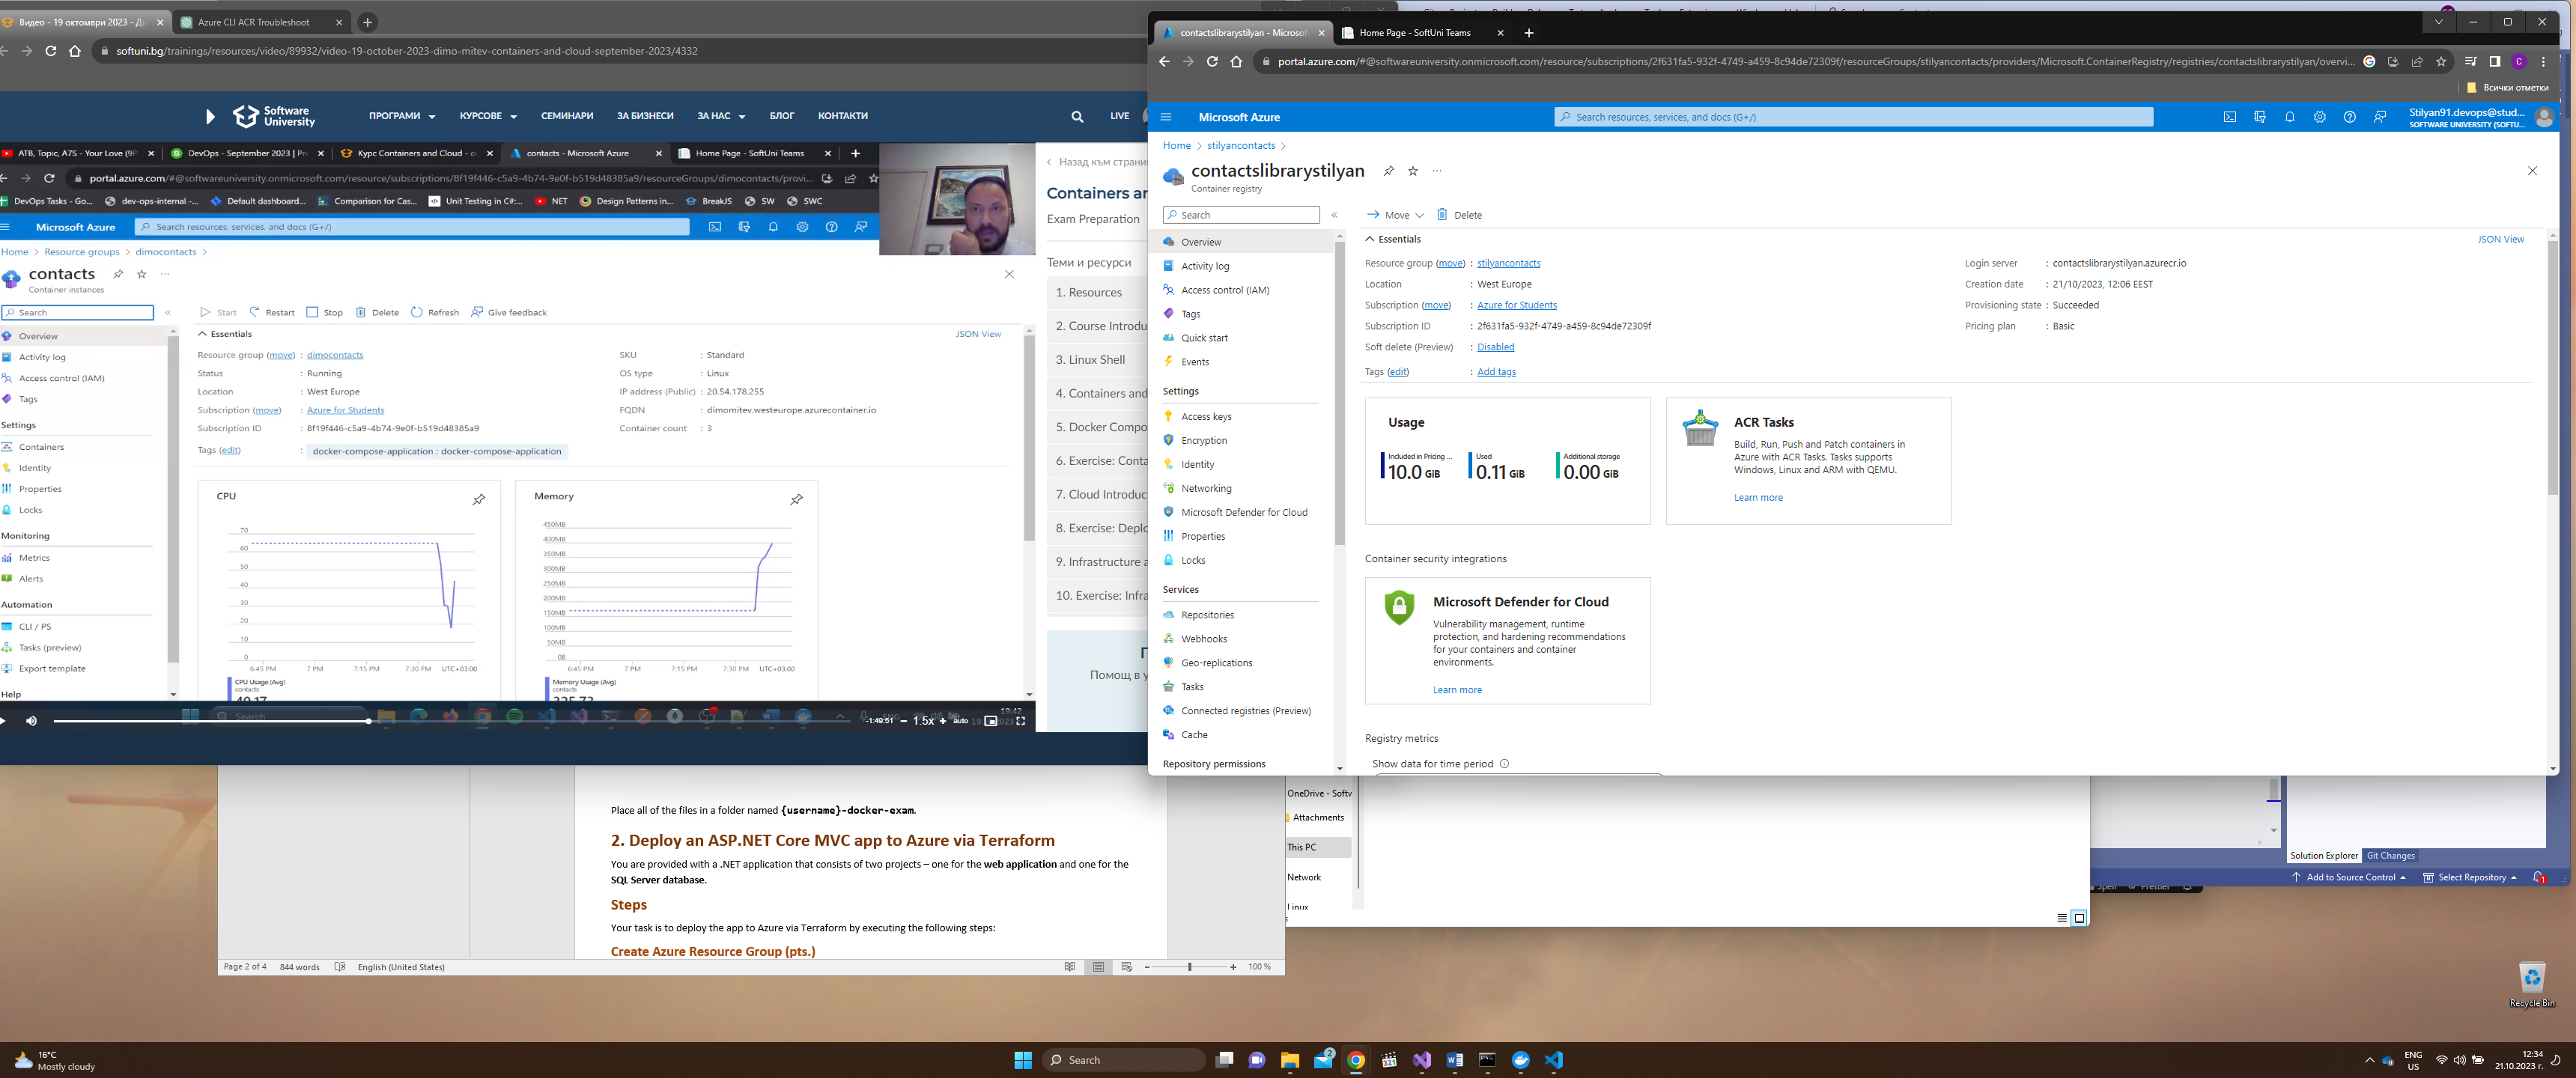 Видео - 19 октомври 2023 - Ди
Azure CLI ACR Troubleshoot
softuni.bg/trainings/resources/video/89932/video-19-october-2023-dimo-mitev-containers-and-cloud-september-2023/4332
Software University
ПРОГРАМИ
КУРСОВЕ
СЕМИНАРИ
ЗА БИЗНЕСИ
ЗА НАС
БЛОГ
КОНТАКТИ
LIVE
ATB, Topic, A7S - Your Love (9P
DevOps - September 2023 | Pr
Курс Containers and Cloud - с
contacts - Microsoft Azure
Home Page - SoftUni Teams
portal.azure.com/#@softwareuniversity.onmicrosoft.com/resource/subscriptions/8f19f446-c5a9-4b74-9e0f-b519d48385a9/resourceGroups/dimocontacts/provi...
DevOps Tasks - Go...
dev-ops-internal -...
Default dashboard...
Comparison for Cas...
Unit Testing in C#:...
.NET
Design Patterns in...
BreakJS
SW
SWC
Microsoft Azure
Search resources, services, and docs (G+/)
Home > Resource groups > dimocontacts >
contacts
Container instances
Search
Start
Restart
Stop
Delete
Refresh
Give feedback
Overview
Activity log
Access control (IAM)
Tags
Settings
Containers
Identity
Properties
Locks
Monitoring
Metrics
Alerts
Automation
CLI / PS
Tasks (preview)
Export template
Help
Essentials
JSON View
Resource group (move) : dimocontacts
Status : Running
Location : West Europe
Subscription (move) : Azure for Students
Subscription ID : 8f19f446-c5a9-4b74-9e0f-b519d48385a9
Tags (edit) : docker-compose-application : docker-compose-application
SKU : Standard
OS type : Linux
IP address (Public) : 20.54.178.255
FQDN : dimomitev.westeurope.azurecontainer.io
Container count : 3
CPU
70
60
50
40
30
20
10
0
6:45 PM 7 PM 7:15 PM 7:30 PM UTC+03:00
CPU Usage (Avg)
contacts
40.17
Memory
450MB
400MB
350MB
300MB
250MB
200MB
150MB
100MB
50MB
0B
6:45 PM 7 PM 7:15 PM 7:30 PM UTC+03:00
Memory Usage (Avg)
contacts
Search
-1:49:51
1.5x
auto
19:42
Назад към страни
Containers an
Exam Preparation
Теми и ресурси
1. Resources
2. Course Introdu
3. Linux Shell
4. Containers and
5. Docker Compo
6. Exercise: Conta
7. Cloud Introduc
8. Exercise: Deplo
9. Infrastructure a
10. Exercise: Infra
Помощ в у
contactslibrarystilyan - Microsof
Home Page - SoftUni Teams
portal.azure.com/#@softwareuniversity.onmicrosoft.com/resource/subscriptions/2f631fa5-932f-4749-a459-8c94de72309f/resourceGroups/stilyancontacts/providers/Microsoft.ContainerRegistry/registries/contactslibrarystilyan/overvi...
Всички отметки
Microsoft Azure
Search resources, services, and docs (G+/)
Stilyan91.devops@stud...
SOFTWARE UNIVERSITY (SOFTU...
Home > stilyancontacts >
contactslibrarystilyan
Container registry
Search
Move
Delete
Overview
Activity log
Access control (IAM)
Tags
Quick start
Events
Settings
Access keys
Encryption
Identity
Networking
Microsoft Defender for Cloud
Properties
Locks
Services
Repositories
Webhooks
Geo-replications
Tasks
Connected registries (Preview)
Cache
Repository permissions
Essentials
JSON View
Resource group (move) : stilyancontacts
Location : West Europe
Subscription (move) : Azure for Students
Subscription ID : 2f631fa5-932f-4749-a459-8c94de72309f
Soft delete (Preview) : Disabled
Tags (edit) : Add tags
Login server : contactslibrarystilyan.azurecr.io
Creation date : 21/10/2023, 12:06 EEST
Provisioning state : Succeeded
Pricing plan : Basic
Usage
Included in Pricing ...
10.0 GiB
Used
0.11 GiB
Additional storage
0.00 GiB
ACR Tasks
Build, Run, Push and Patch containers in
Azure with ACR Tasks. Tasks supports
Windows, Linux and ARM with QEMU.
Learn more
Container security integrations
Microsoft Defender for Cloud
Vulnerability management, runtime
protection, and hardening recommendations
for your containers and container
environments.
Learn more
Registry metrics
Show data for time period
Place all of the files in a folder named {username}-docker-exam.
2. Deploy an ASP.NET Core MVC app to Azure via Terraform
You are provided with a .NET application that consists of two projects – one for the web application and one for the
SQL Server database.
Steps
Your task is to deploy the app to Azure via Terraform by executing the following steps:
Create Azure Resource Group (pts.)
Page 2 of 4
844 words
English (United States)
100 %
OneDrive - Softw
Attachments
This PC
Network
Linux
Solution Explorer
Git Changes
Add to Source Control
Select Repository
1
Spell
Prettier
Recycle Bin
16°C
Mostly cloudy
Search
2
ENG
US
12:34
21.10.2023 г.